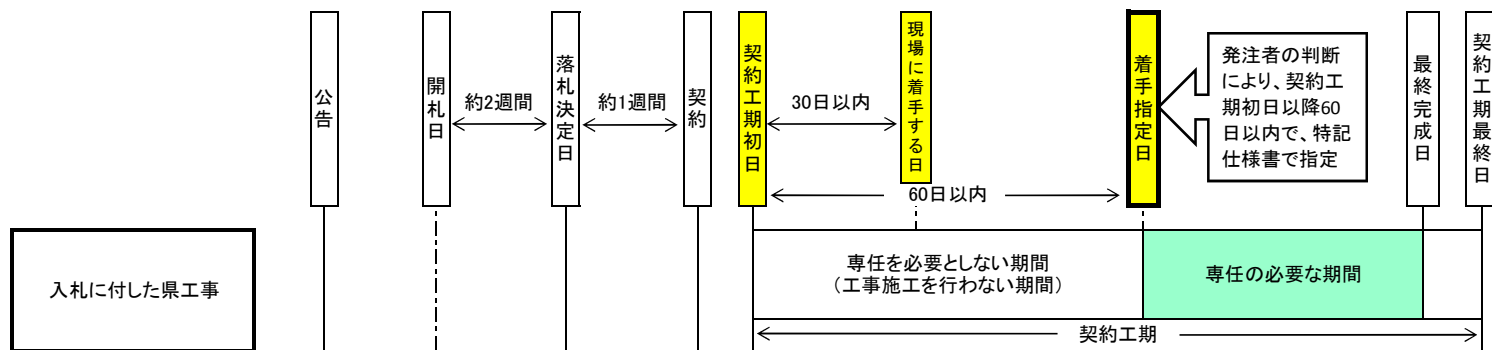 公告
開札日
約2週間
落札決定日
約1週間
契約
契約工期初日
30日以内
現場に着手する日
60日以内
着手指定日
発注者の判断
により、契約工
期初日以降60
日以内で、特記
仕様書で指定
最終完成日
契約工期最終日
入札に付した県工事
専任を必要としない期間
(工事施工を行わない期間)
専任の必要な期間
契約工期